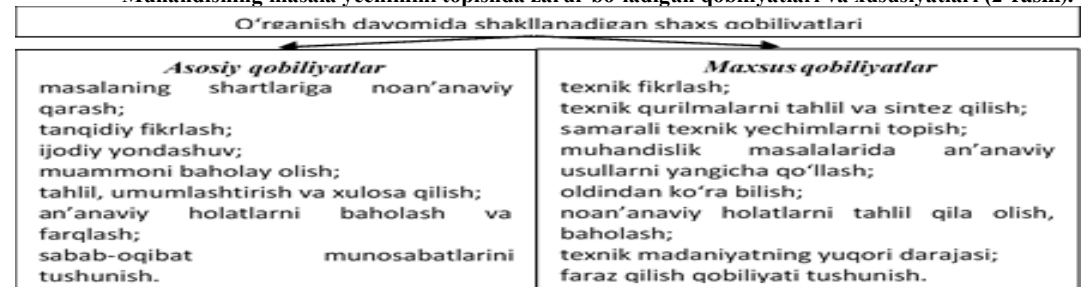 Muhandisning masala yechimini topishda zarur bo‘ladigan qobiliyatlari va xususiyatlari (2-rasm).
O‘rganish davomida shakllanadigan shaxs qobiliyatlari
Asosiy qobiliyatlar
masalaning shartlariga noan’anaviy
qarash;
tanqidiy fikrlash;
ijodiy yondashuv;
muammoni baholay olish;
tahlil, umumlashtirish va xulosa qilish;
an’anaviy holatlarni baholash va
farqlash;
sabab-oqibat munosabatlarini
tushunish.
Maxsus qobiliyatlar
texnik fikrlash;
texnik qurilmalarni tahlil va sintez qilish;
samarali texnik yechimlarni topish;
muhandislik masalalarida an’anaviy
usullarni yangicha qo‘llash;
oldindan ko‘ra bilish;
noan’anaviy holatlarni tahlil qila olish,
baholash;
texnik madaniyatning yuqori darajasi;
faraz qilish qobiliyati tushunish.